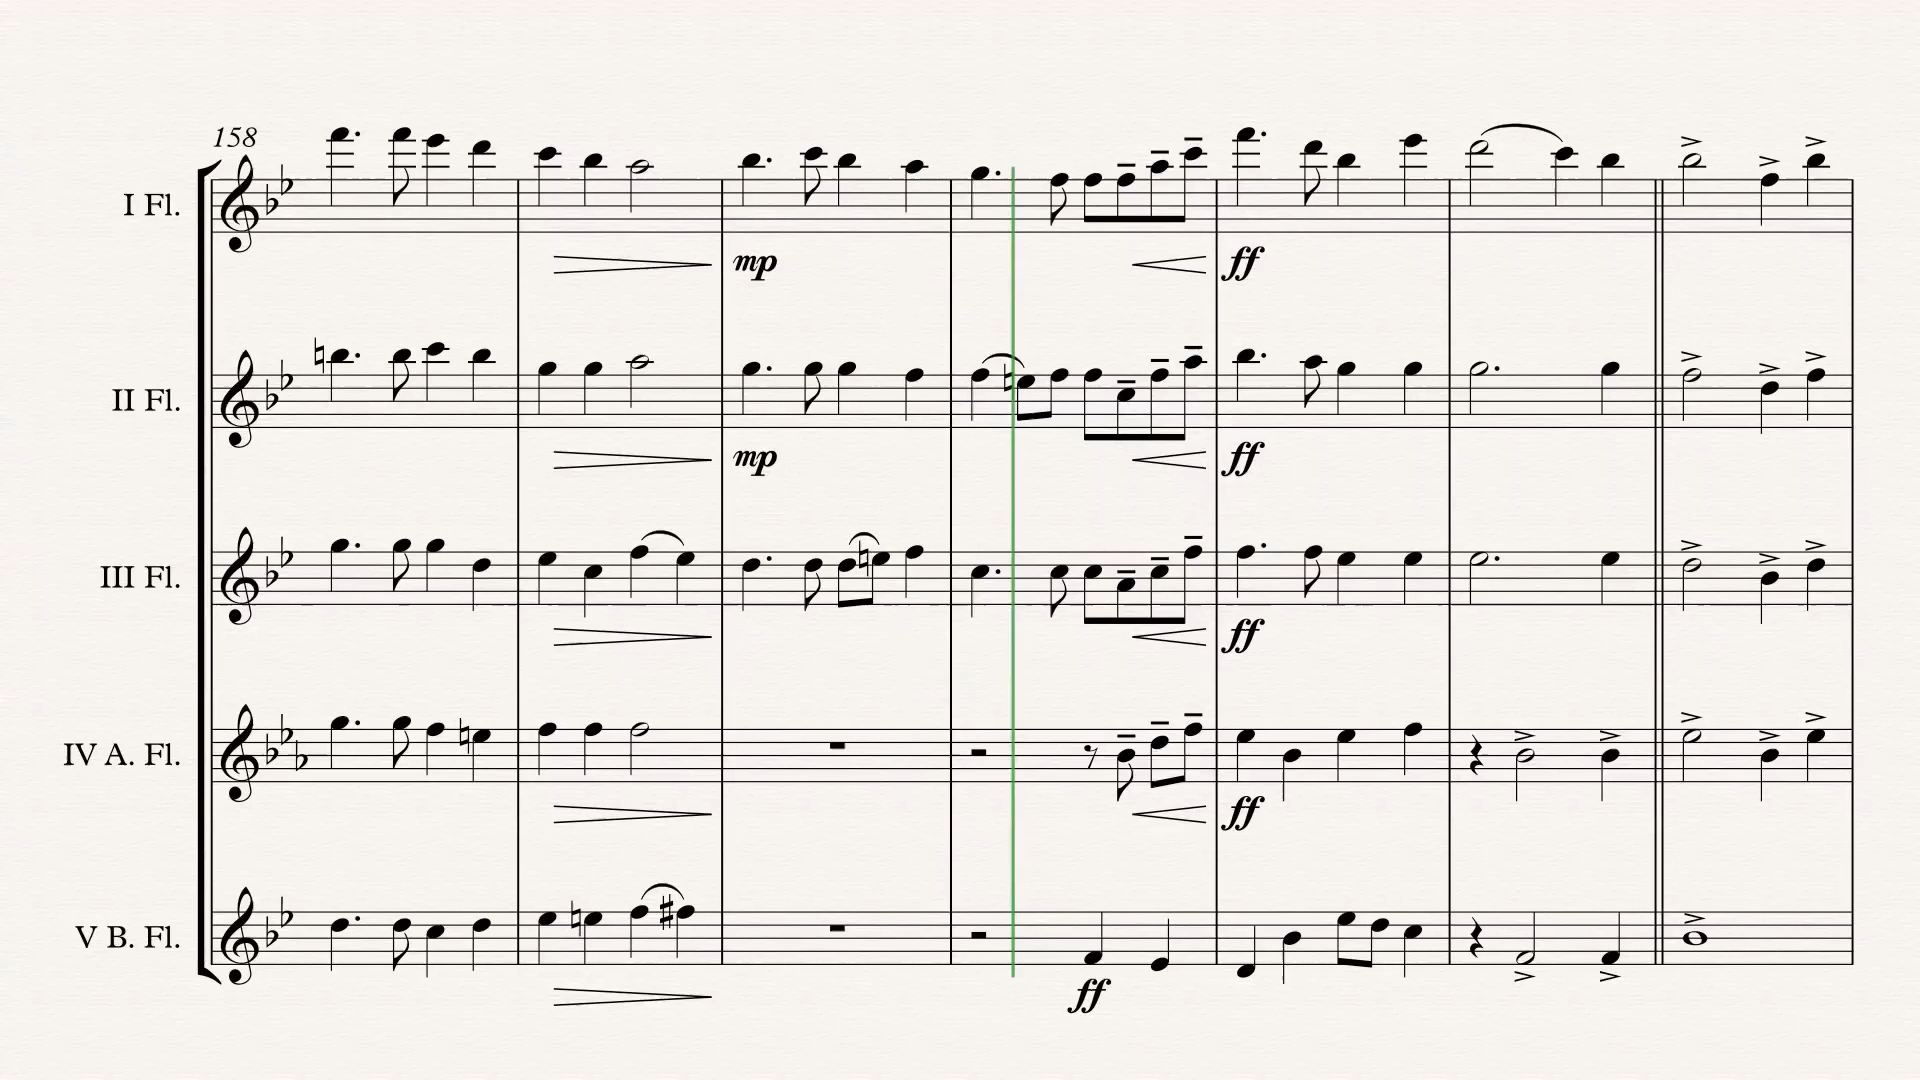 158
I Fl.
mp
ff
II Fl.
mp
ff
III Fl.
ff
IV A. Fl.
ff
V B. Fl.
ff